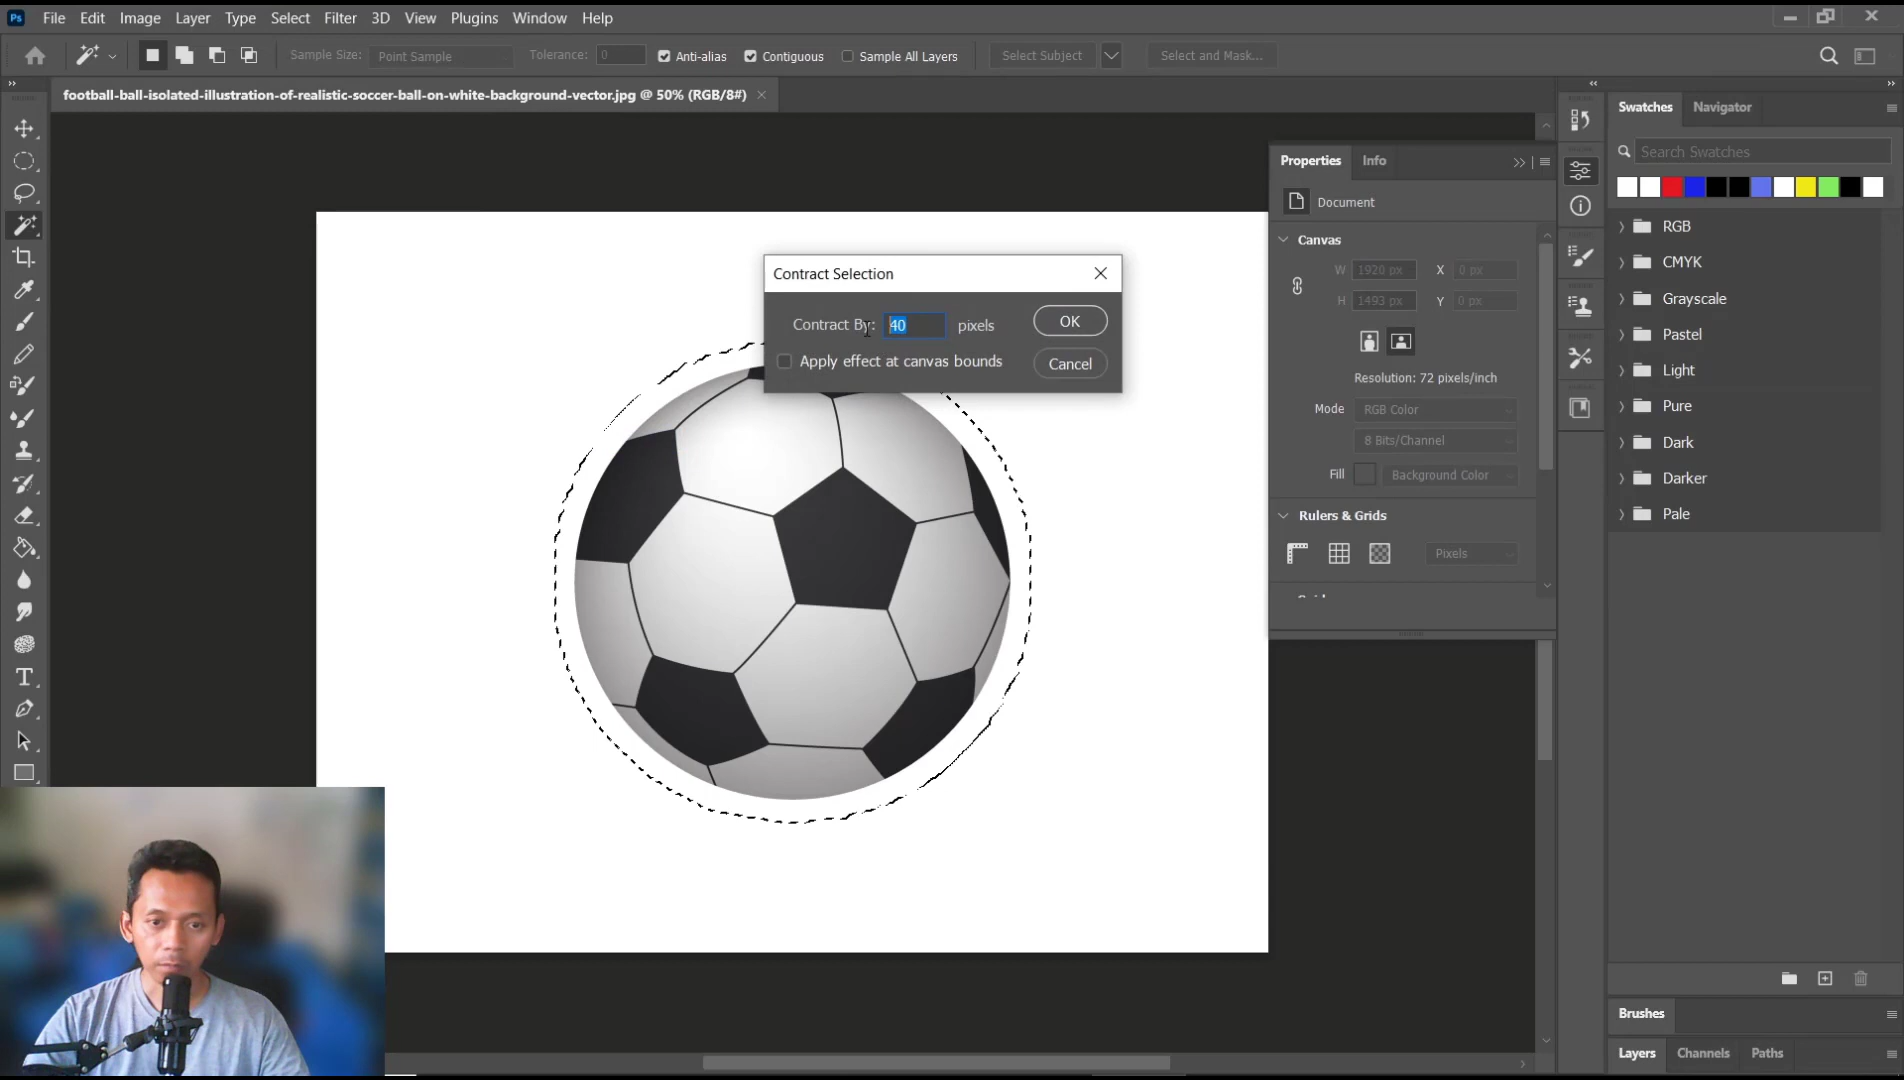 Ps File Edit Image Layer Type Select Filter 3D View Plugins Window Help
Sample Size: Point Sample Tolerance: 0 Anti-alias Contiguous Sample All Layers Select Subject Select and Mask...
football-ball-isolated-illustration-of-realistic-soccer-ball-on-white-background-vector.jpg @ 50% (RGB/8#)
Contract Selection
Contract By: 40 pixels
OK
Apply effect at canvas bounds
Cancel
Properties Info
Document
Canvas
W 1920 px X 0 px
H 1493 px Y 0 px
Resolution: 72 pixels/inch
Mode RGB Color
8 Bits/Channel
Fill Background Color
Rulers & Grids
Pixels
Swatches Navigator
Search Swatches
RGB
CMYK
Grayscale
Pastel
Light
Pure
Dark
Darker
Pale
Brushes
Layers Channels Paths